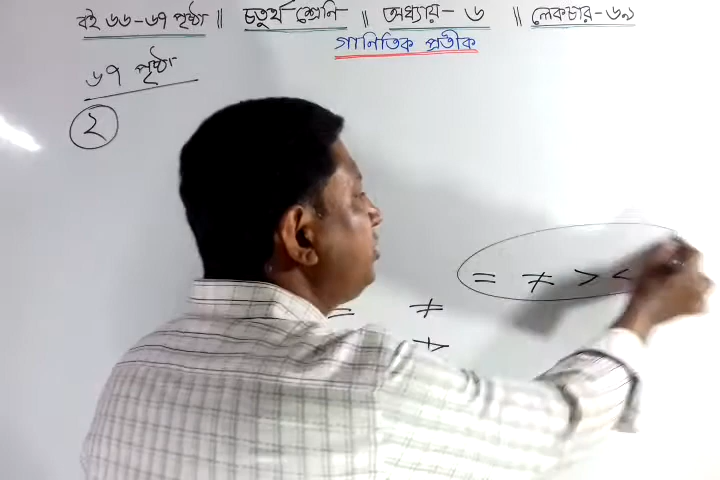 বই ৬৬-৬৭ পৃষ্ঠা || চতুর্থ শ্রেনি || অধ্যায়- ৬ || লেকচার- ৬৯
গানিতিক প্রতীক
৬৭ পৃষ্ঠা
২
= ≠ > <
= ≠
≯